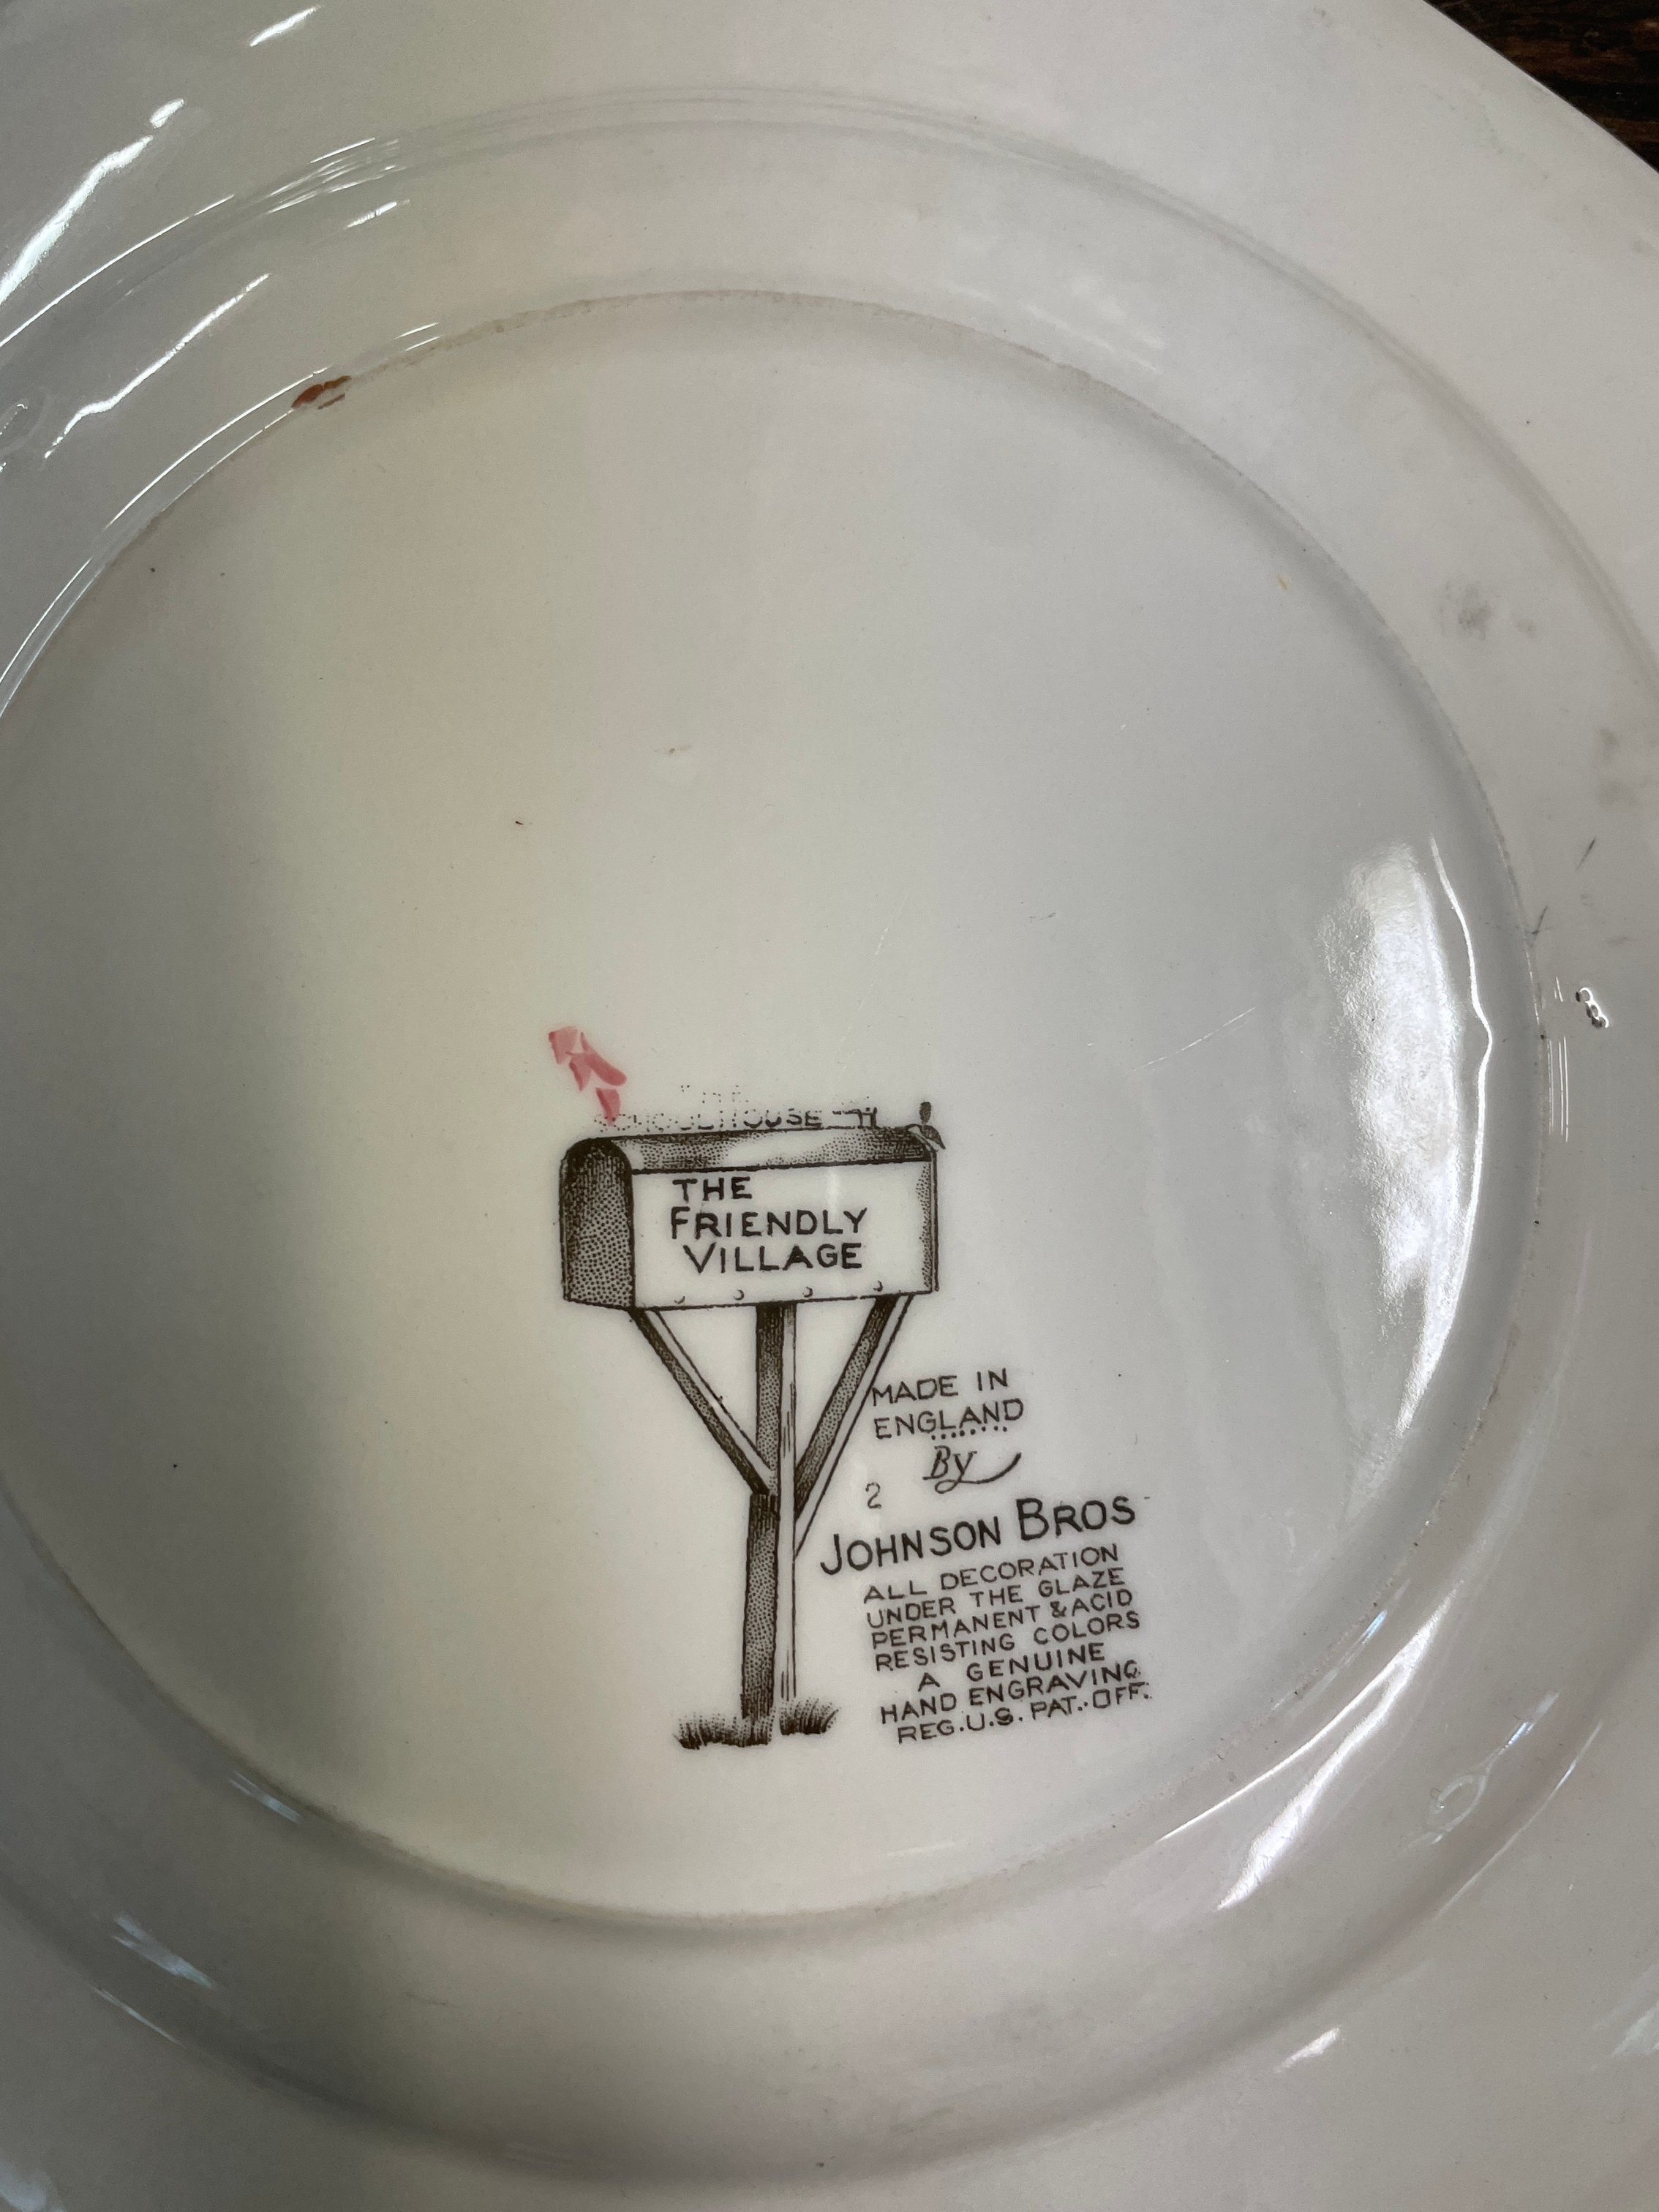 SCHOOLHOUSE
THE
FRIENDLY
VILLAGE
MADE IN
ENGLAND
By
2
JOHNSON BROS
ALL DECORATION
UNDER THE GLAZE
PERMANENT & ACID
RESISTING COLORS
A GENUINE
HAND ENGRAVING
REG.U.S. PAT. OFF.